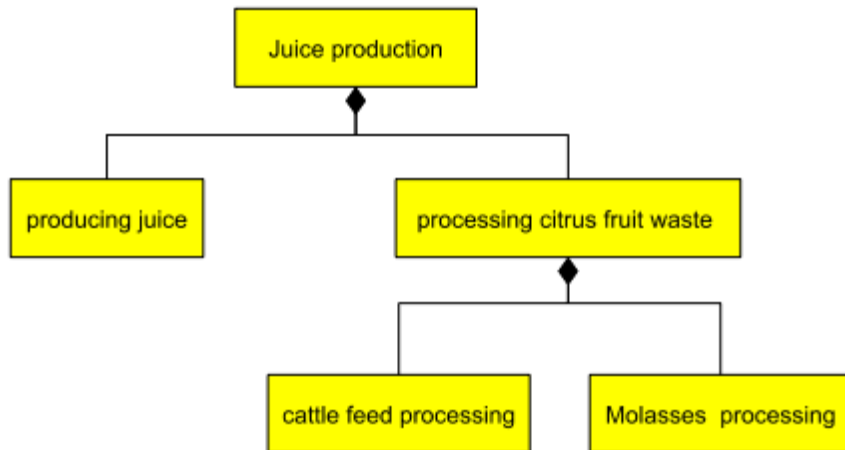 Juice production
producing juice
processing citrus fruit waste
cattle feed processing
Molasses  processing